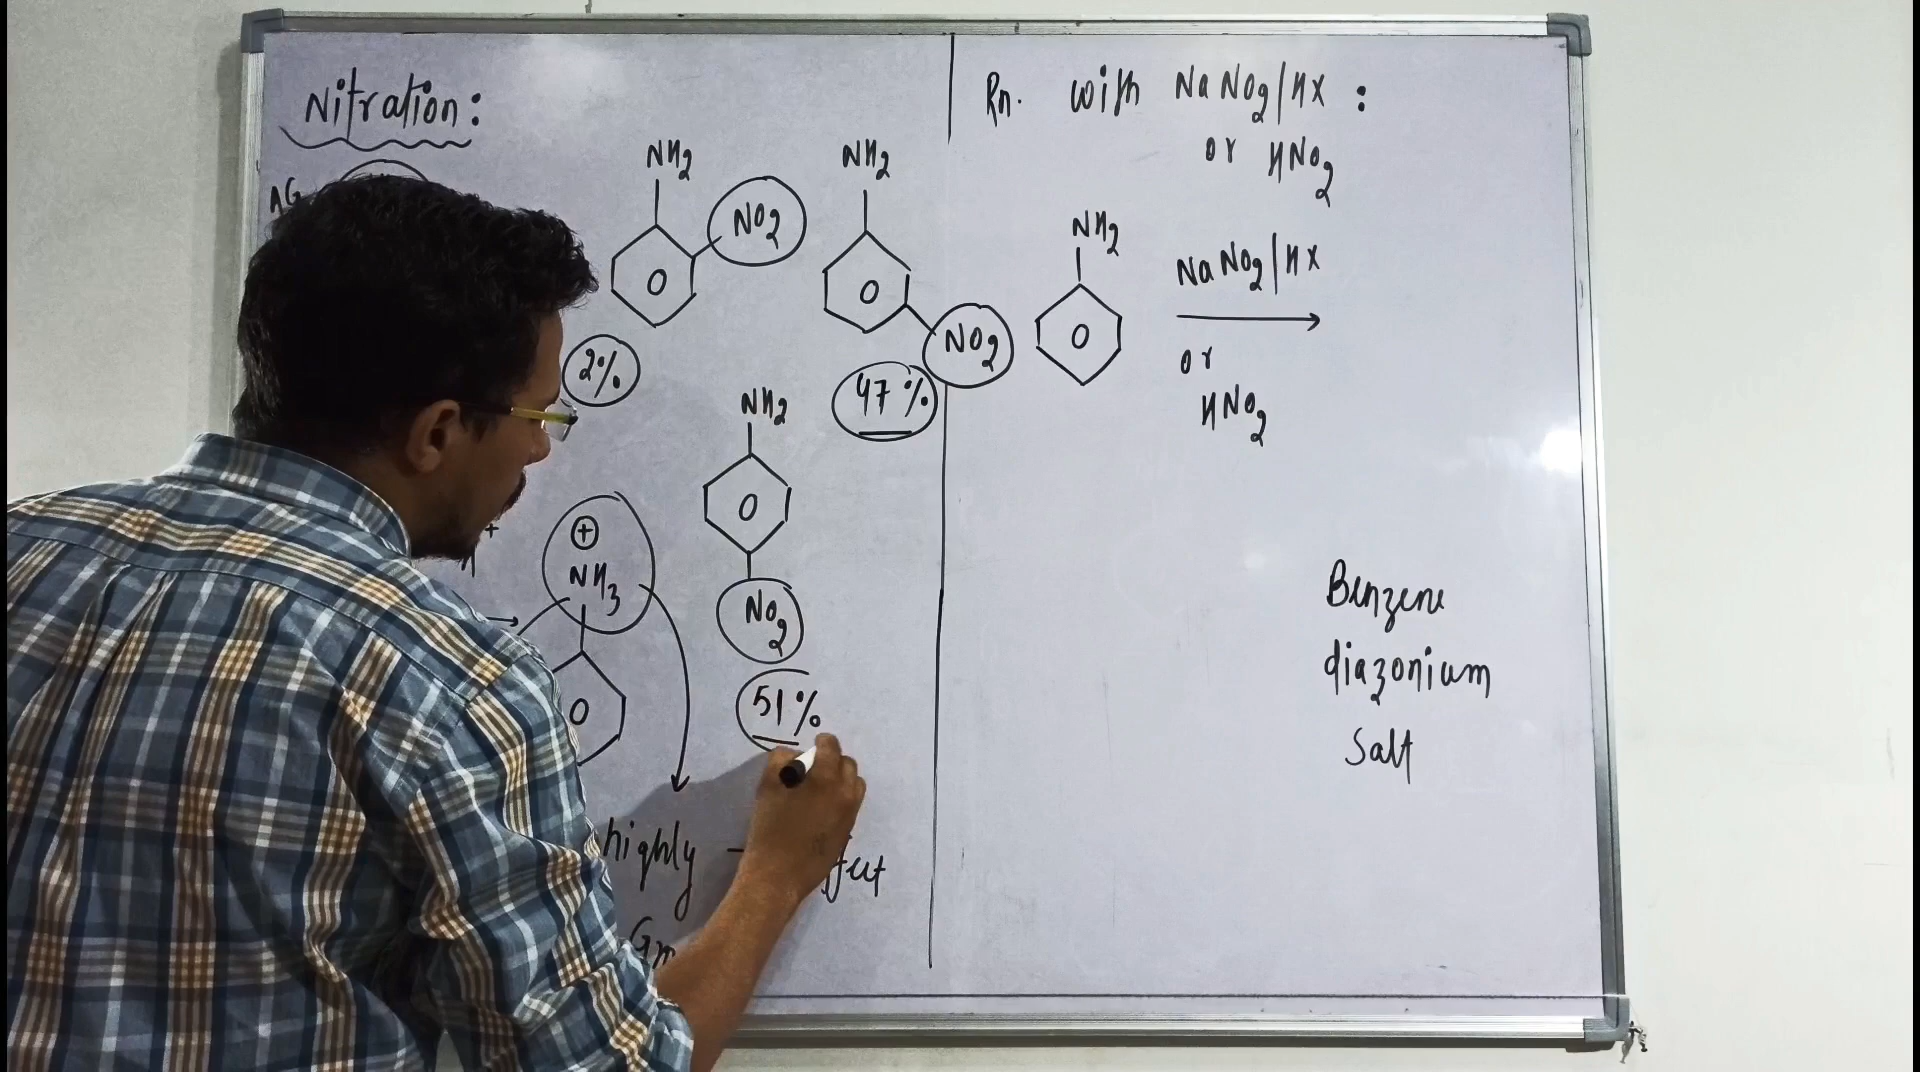 Nitration:
AG
NH2
NO2
O
2%
NH2
O
NO2
47%
NH2
O
NO2
51%
+
H
⊕
NH3
O
highly -
Rn. with NaNO2/HX :
or HNO2
NH2
O
NaNO2/HX
or
HNO2
Benzene
diazonium
Salt